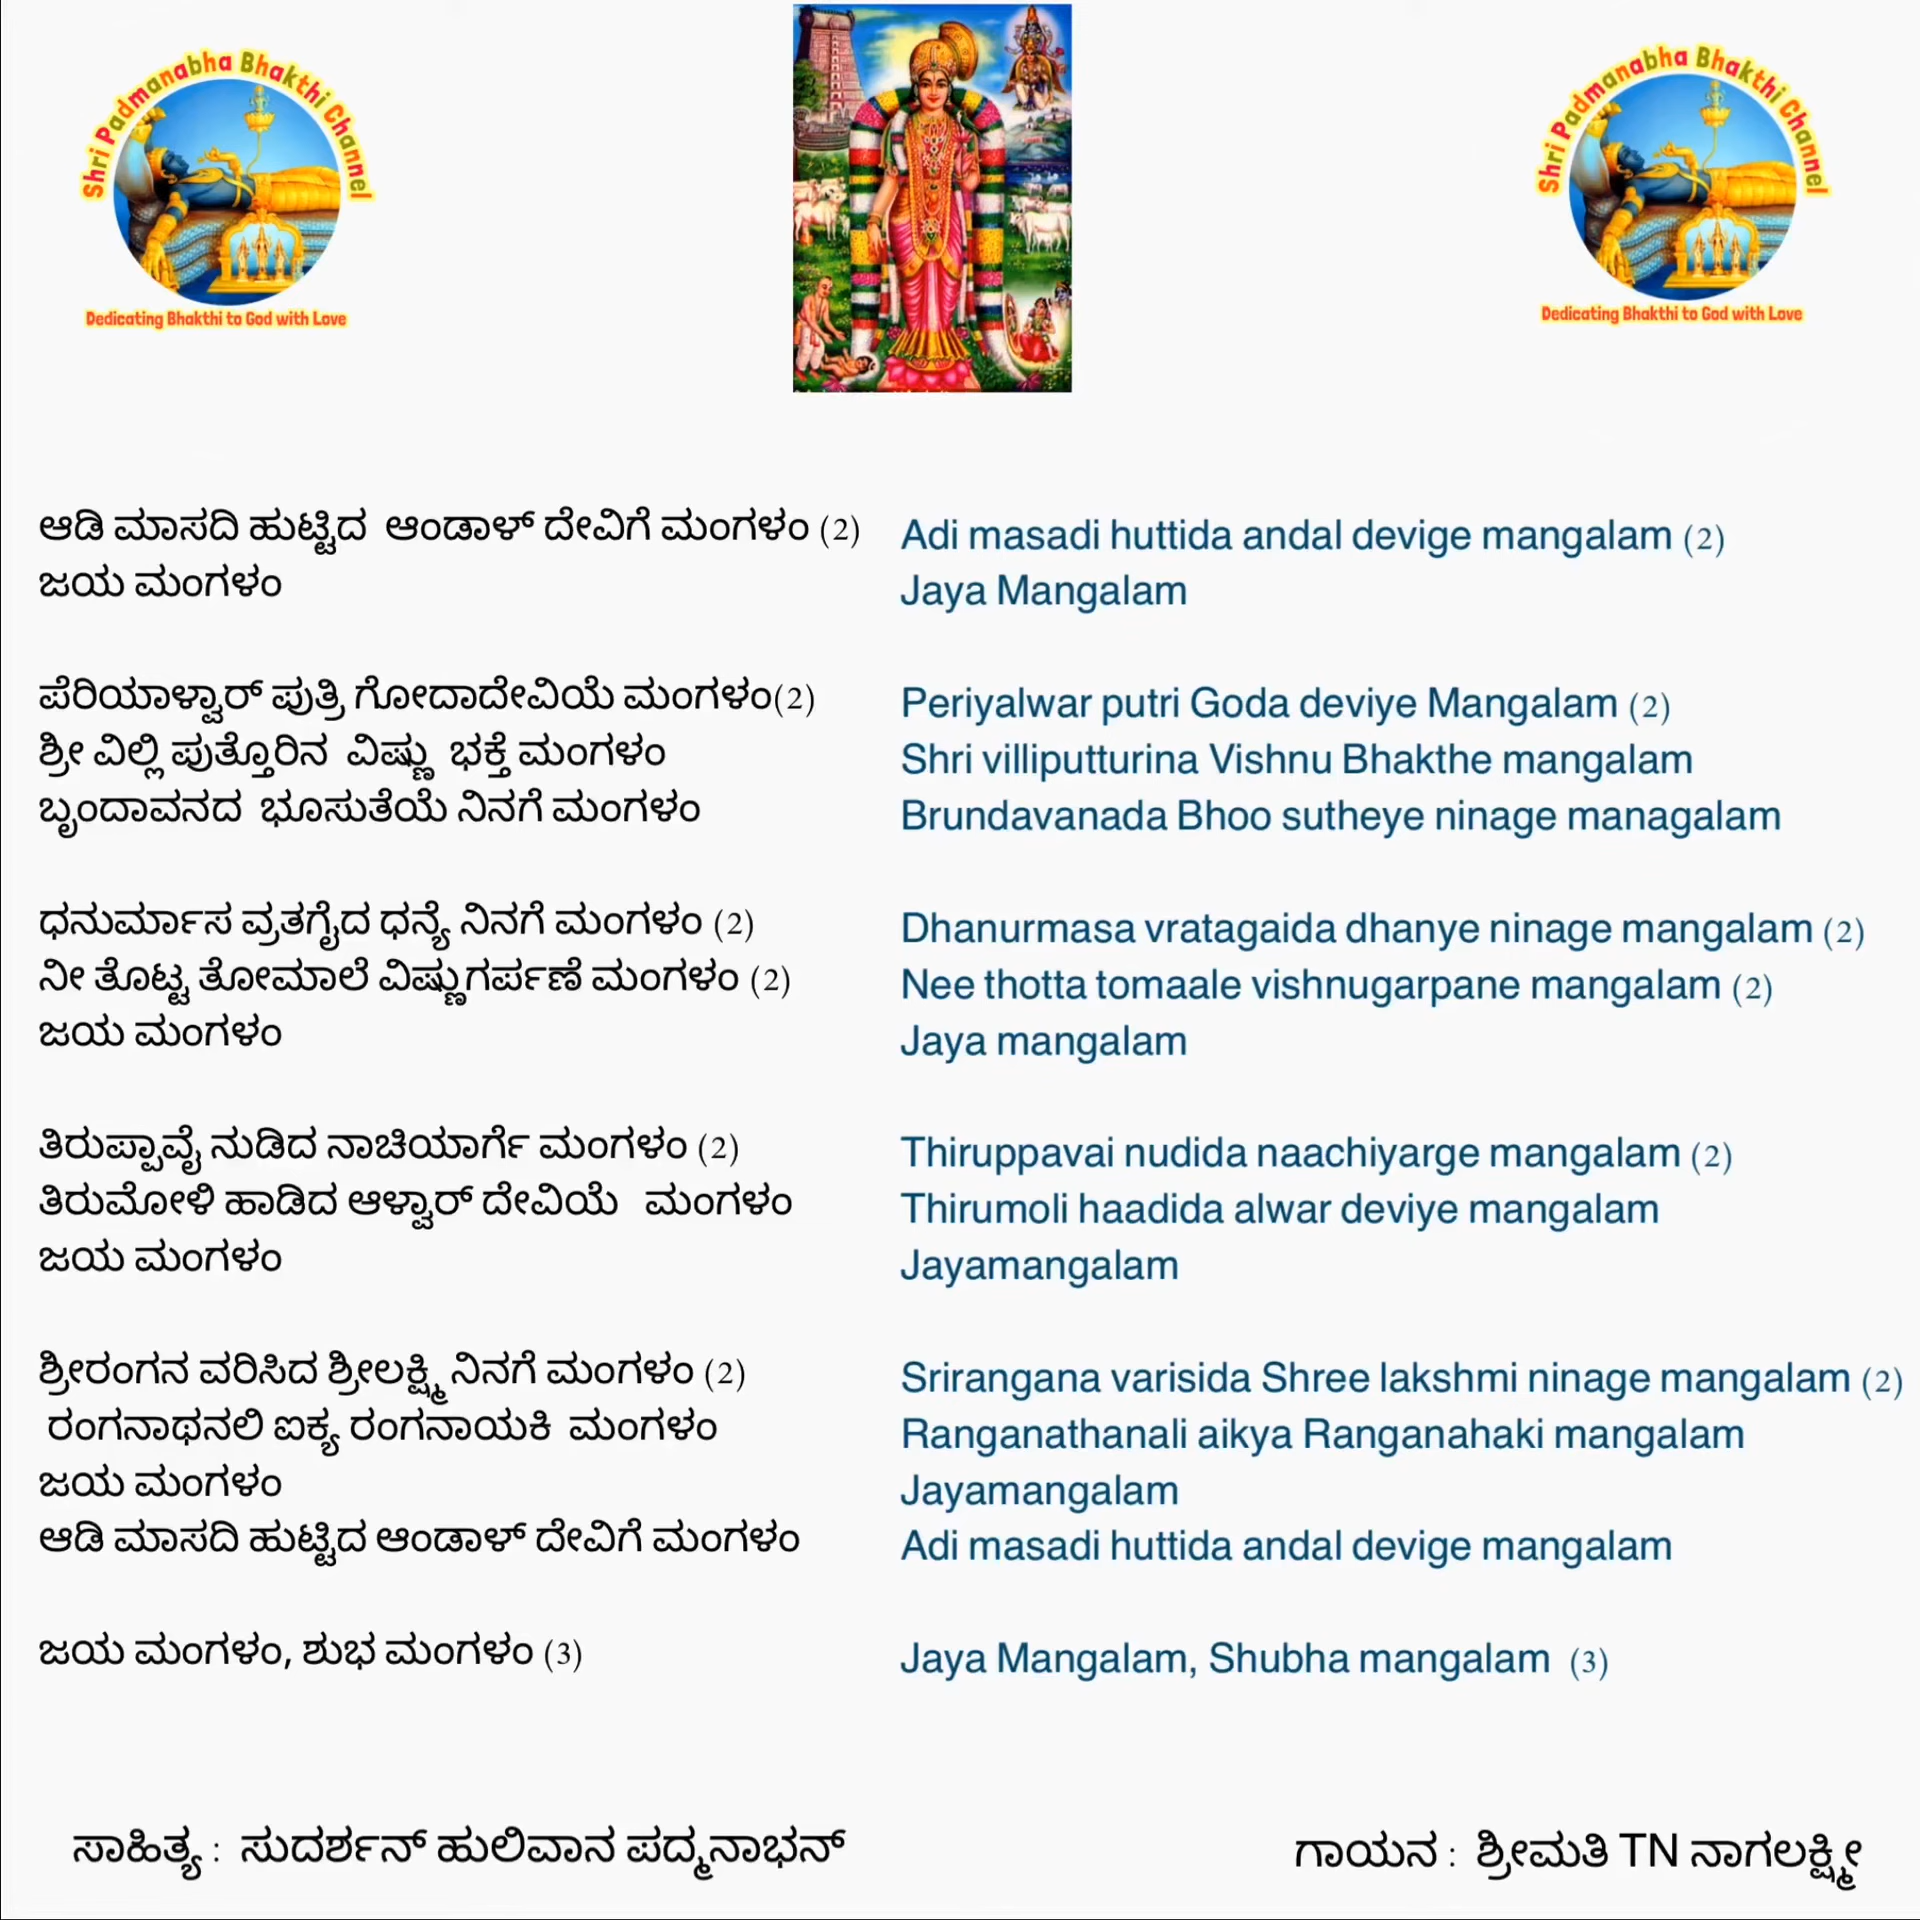 Shri Padmanabha Bhakthi Channel
Dedicating Bhakthi to God with Love
Shri Padmanabha Bhakthi Channel
Dedicating Bhakthi to God with Love
ಆಡಿ ಮಾಸದಿ ಹುಟ್ಟಿದ ಆಂಡಾಳ್ ದೇವಿಗೆ ಮಂಗಳಂ (2)
ಜಯ ಮಂಗಳಂ
ಪೆರಿಯಾಳ್ವಾರ್ ಪುತ್ರಿ ಗೋದಾದೇವಿಯೆ ಮಂಗಳಂ(2)
ಶ್ರೀ ವಿಲ್ಲಿ ಪುತ್ತೊರಿನ ವಿಷ್ಣು ಭಕ್ತೆ ಮಂಗಳಂ
ಬೃಂದಾವನದ ಭೂಸುತೆಯೆ ನಿನಗೆ ಮಂಗಳಂ
ಧನುರ್ಮಾಸ ವ್ರತಗೈದ ಧನ್ಯೆ ನಿನಗೆ ಮಂಗಳಂ (2)
ನೀ ತೊಟ್ಟ ತೋಮಾಲೆ ವಿಷ್ಣುಗರ್ಪಣೆ ಮಂಗಳಂ (2)
ಜಯ ಮಂಗಳಂ
ತಿರುಪ್ಪಾವೈ ನುಡಿದ ನಾಚಿಯಾರ್ಗೆ ಮಂಗಳಂ (2)
ತಿರುಮೋಳಿ ಹಾಡಿದ ಆಳ್ವಾರ್ ದೇವಿಯೆ ಮಂಗಳಂ
ಜಯ ಮಂಗಳಂ
ಶ್ರೀರಂಗನ ವರಿಸಿದ ಶ್ರೀಲಕ್ಷ್ಮಿ ನಿನಗೆ ಮಂಗಳಂ (2)
ರಂಗನಾಥನಲಿ ಐಕ್ಯ ರಂಗನಾಯಕಿ ಮಂಗಳಂ
ಜಯ ಮಂಗಳಂ
ಆಡಿ ಮಾಸದಿ ಹುಟ್ಟಿದ ಆಂಡಾಳ್ ದೇವಿಗೆ ಮಂಗಳಂ
ಜಯ ಮಂಗಳಂ, ಶುಭ ಮಂಗಳಂ (3)
Adi masadi huttida andal devige mangalam (2)
Jaya Mangalam
Periyalwar putri Goda deviye Mangalam (2)
Shri villiputturina Vishnu Bhakthe mangalam
Brundavanada Bhoo sutheye ninage managalam
Dhanurmasa vratagaida dhanye ninage mangalam (2)
Nee thotta tomaale vishnugarpane mangalam (2)
Jaya mangalam
Thiruppavai nudida naachiyarge mangalam (2)
Thirumoli haadida alwar deviye mangalam
Jayamangalam
Srirangana varisida Shree lakshmi ninage mangalam (2)
Ranganathanali aikya Ranganahaki mangalam
Jayamangalam
Adi masadi huttida andal devige mangalam
Jaya Mangalam, Shubha mangalam (3)
ಸಾಹಿತ್ಯ : ಸುದರ್ಶನ್ ಹುಲಿವಾನ ಪದ್ಮನಾಭನ್
ಗಾಯನ : ಶ್ರೀಮತಿ TN ನಾಗಲಕ್ಷ್ಮೀ